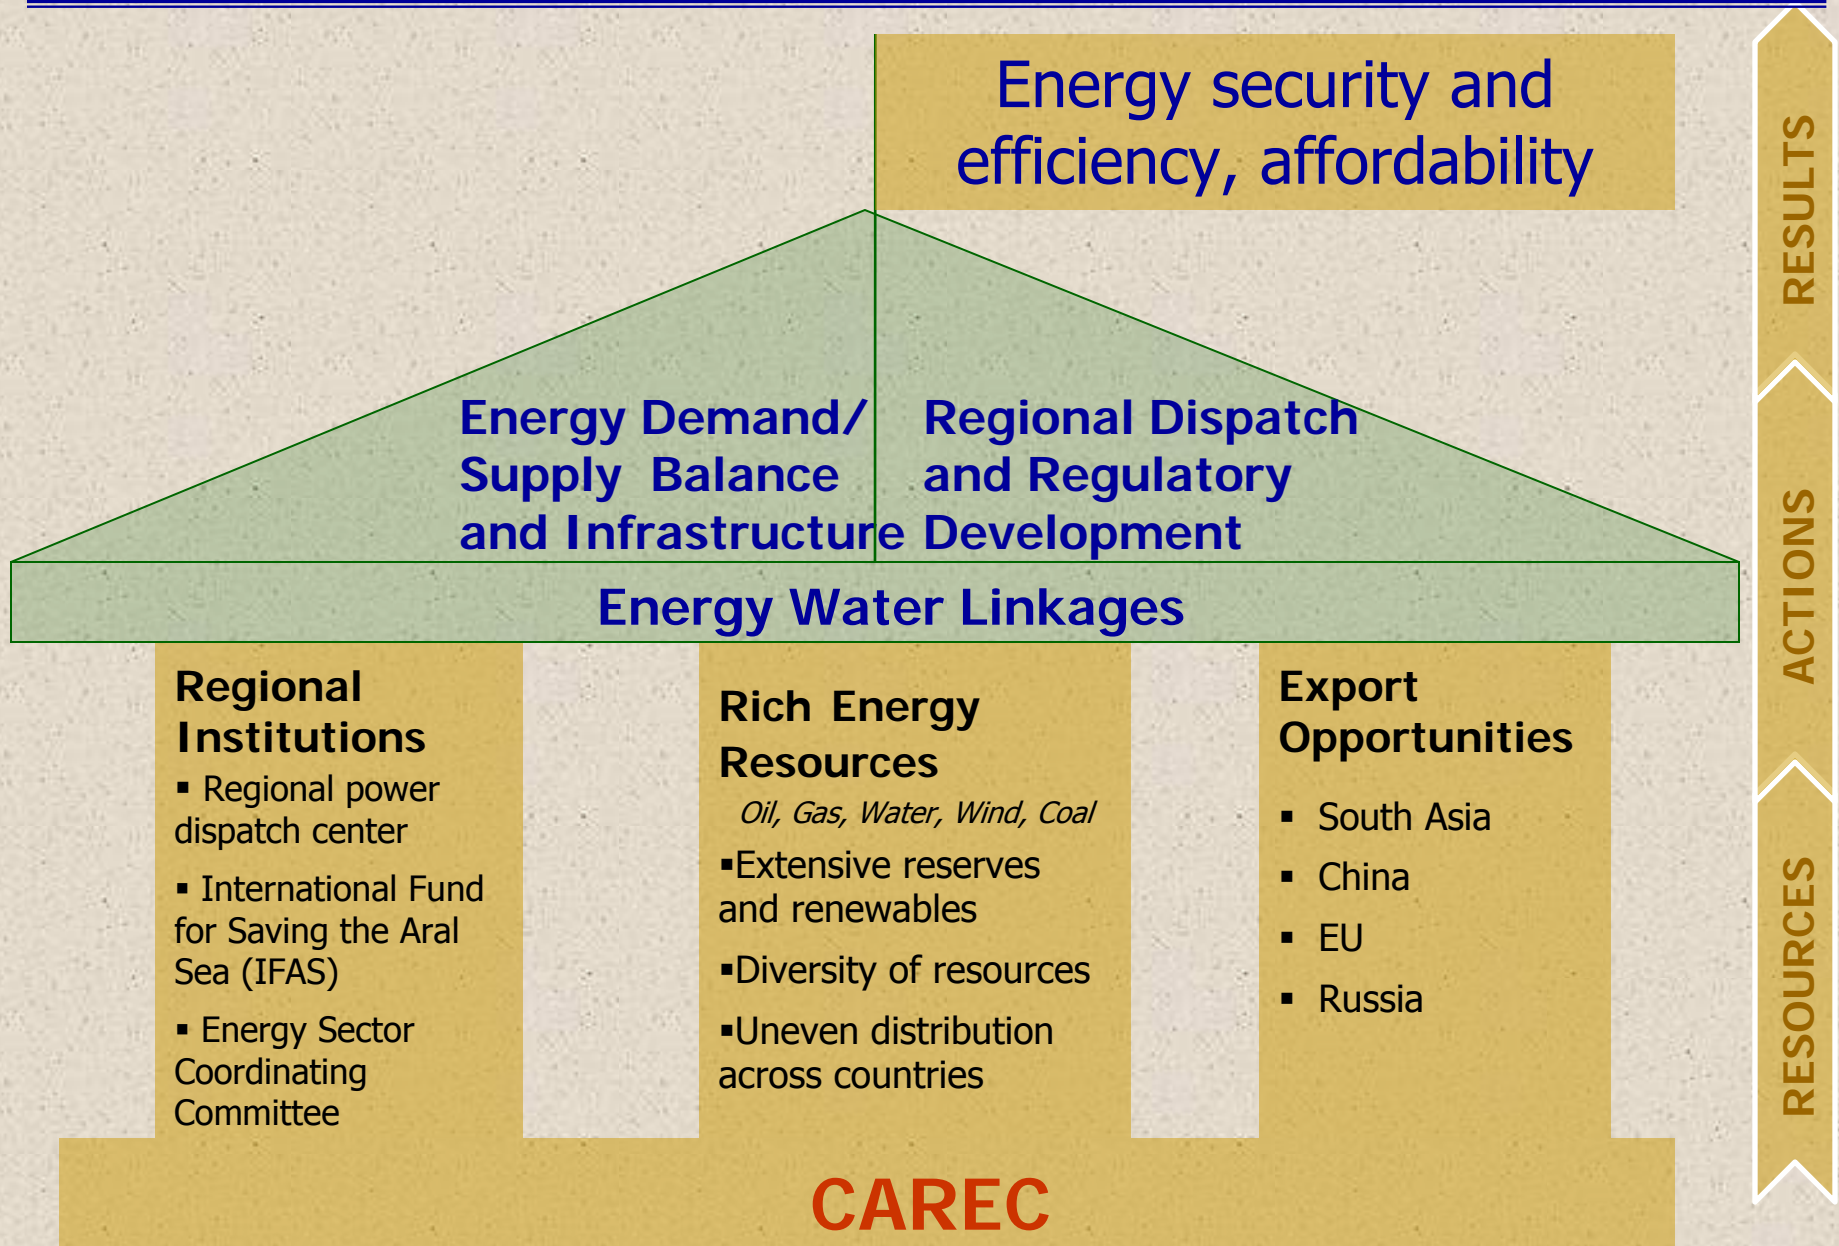 Energy security and
efficiency, affordability
Energy Demand/
Supply Balance
and Infrastructure
Regional Dispatch
and Regulatory
Development
Energy Water Linkages
Regional
Institutions
▪ Regional power
dispatch center
▪ International Fund
for Saving the Aral
Sea (IFAS)
▪ Energy Sector
Coordinating
Committee
Rich Energy
Resources
Oil, Gas, Water, Wind, Coal
▪Extensive reserves
and renewables
▪Diversity of resources
▪Uneven distribution
across countries
Export
Opportunities
▪ South Asia
▪ China
▪ EU
▪ Russia
CAREC
RESULTS
ACTIONS
RESOURCES